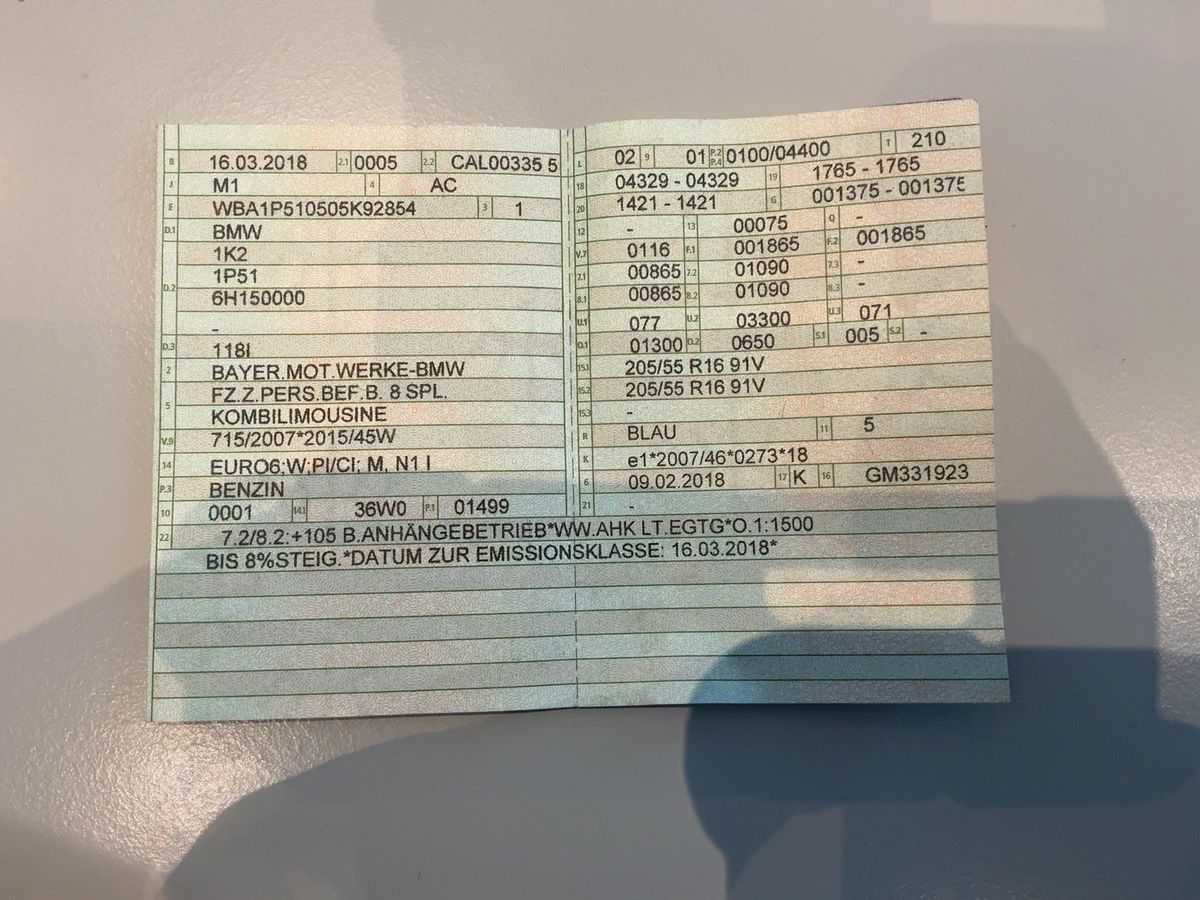 B 16.03.2018 2.1 0005 2.2 CAL00335 5
J M1 4 AC
E WBA1P510505K92854 3 1
D.1 BMW
1K2
D.2 1P51
6H150000
-
D.3 118I
2 BAYER.MOT.WERKE-BMW
5 FZ.Z.PERS.BEF.B. 8 SPL.
KOMBILIMOUSINE
V.9 715/2007*2015/45W
14 EURO6;W;PI/CI; M, N1 I
P.3 BENZIN
10 0001 14.1 36W0 P.1 01499
L 02 9 01 P.2 P.4 0100/04400 T 210
18 04329 - 04329 19 1765 - 1765
20 1421 - 1421 G 001375 - 001375
12 - 13 00075 Q -
V.7 0116 F.1 001865 F.2 001865
7.1 00865 7.2 01090 7.3 -
8.1 00865 8.2 01090 8.3 -
U.1 077 U.2 03300 U.3 071
O.1 01300 O.2 0650 S.1 005 S.2 -
15.1 205/55 R16 91V
15.2 205/55 R16 91V
15.3 -
R BLAU 11 5
K e1*2007/46*0273*18
6 09.02.2018 17 K 16 GM331923
21 -
22 7.2/8.2:+105 B.ANHÄNGEBETRIEB*WW.AHK LT.EGTG*O.1:1500
BIS 8%STEIG.*DATUM ZUR EMISSIONSKLASSE: 16.03.2018*